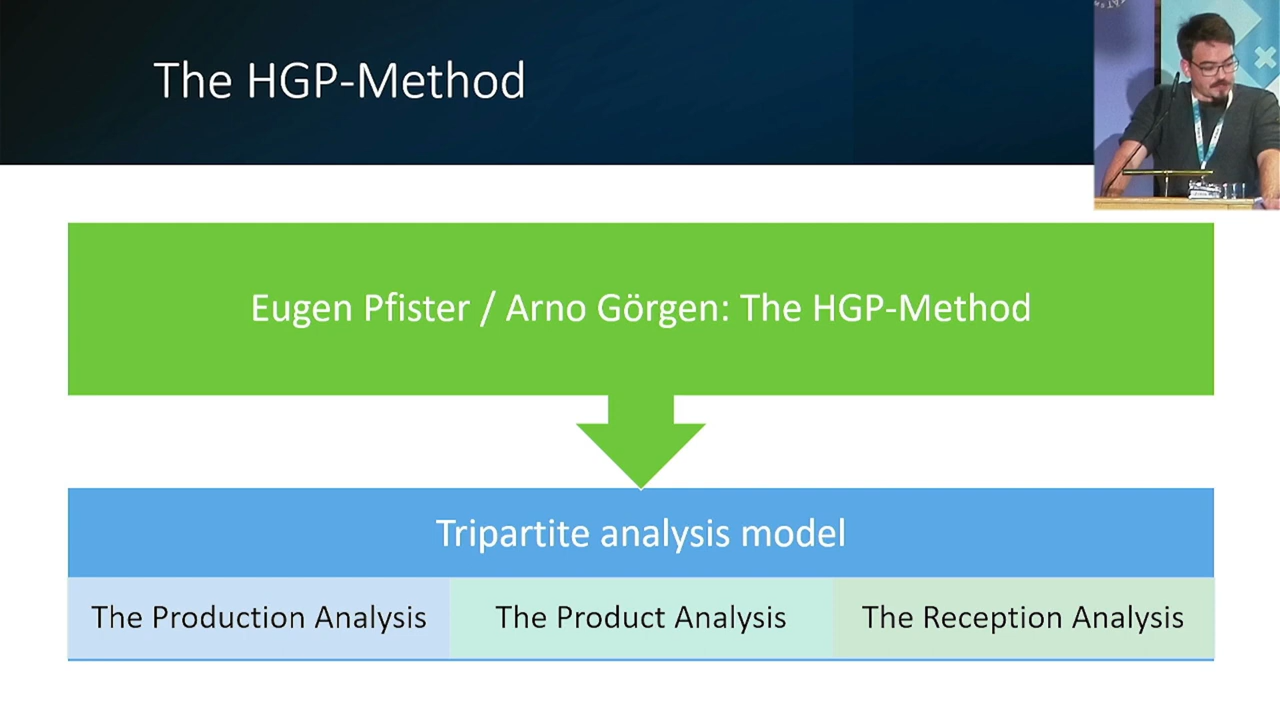 The HGP-Method
Eugen Pfister / Arno Görgen: The HGP-Method
Tripartite analysis model
The Production Analysis
The Product Analysis
The Reception Analysis